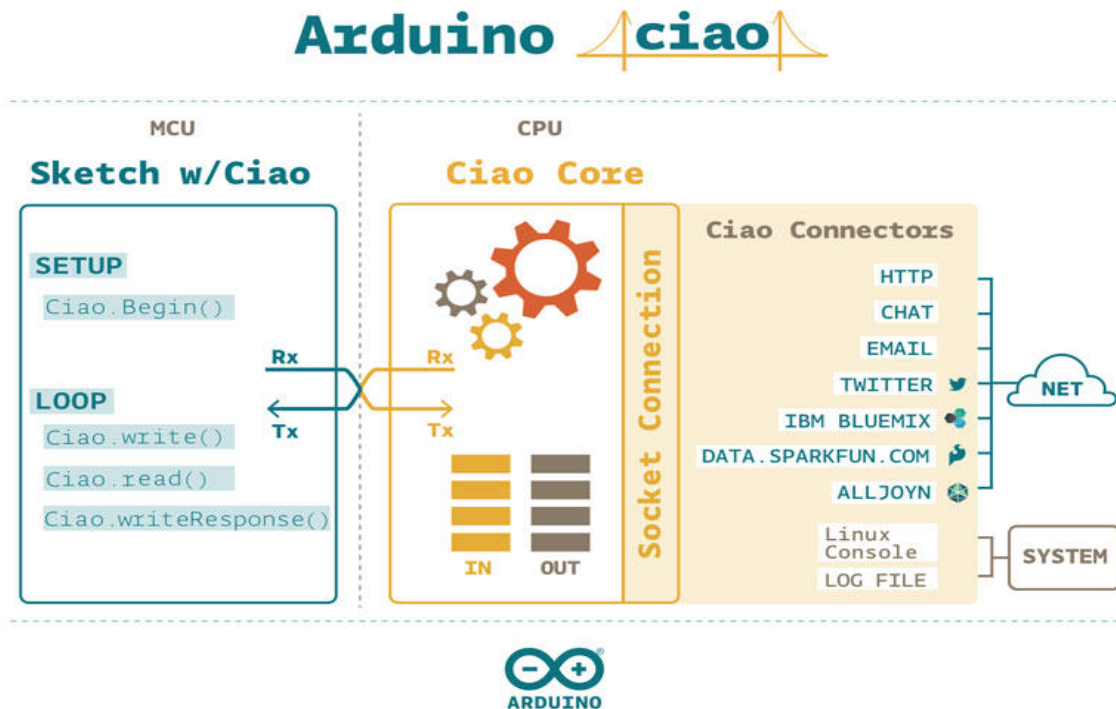 Arduino ciao
MCU
CPU
Sketch w/Ciao
Ciao Core
SETUP
Ciao.Begin()
Rx
LOOP
Tx
Ciao.write()
Ciao.read()
Ciao.writeResponse()
Rx
Tx
IN
OUT
Socket Connection
Ciao Connectors
HTTP
CHAT
EMAIL
TWITTER
IBM BLUEMIX
DATA.SPARKFUN.COM
ALLJOYN
NET
Linux
Console
LOG FILE
SYSTEM
®
ARDUINO